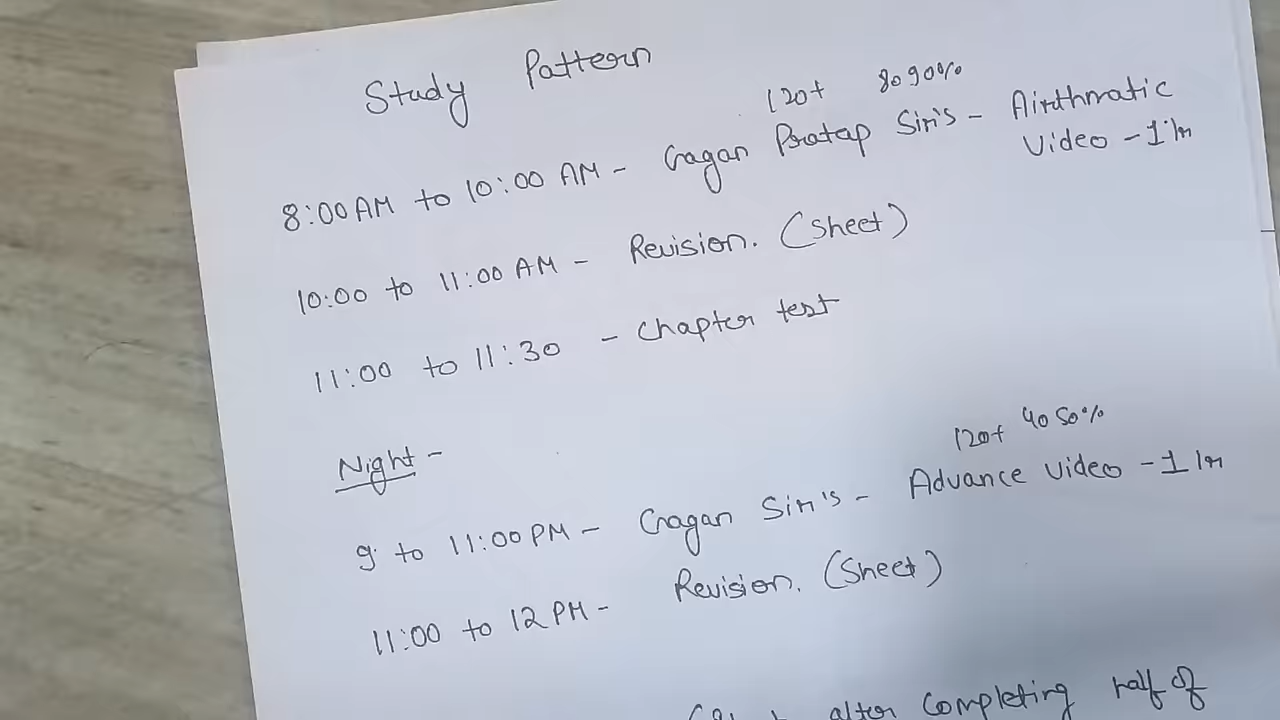 Study Pattern
120+ 80 90%
8:00 AM to 10:00 AM - Gagan Pratap Sir's - Airthmatic
Video - 1 hr
10:00 to 11:00 AM - Revision. (Sheet)
11:00 to 11:30 - Chapter test
Night -
120+ 40 50%
9 to 11:00 PM - Gagan Sir's - Advance Video - 1 hr
11:00 to 12 PM - Revision. (Sheet)
after completing half of